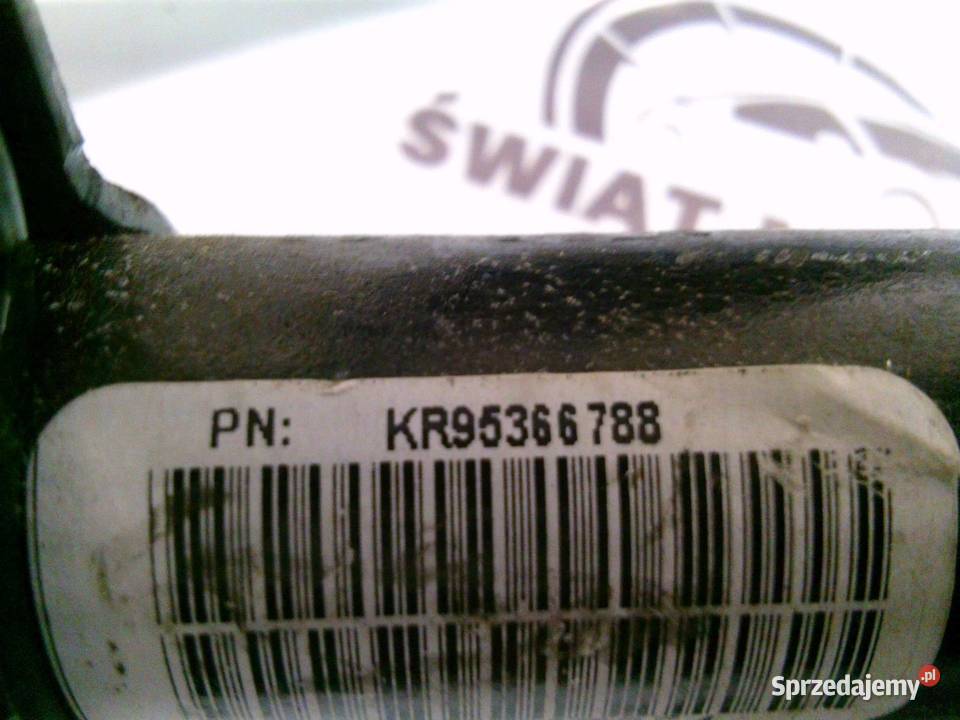 ŚWIAT
PN: KR95366788
Sprzedajemy.pl